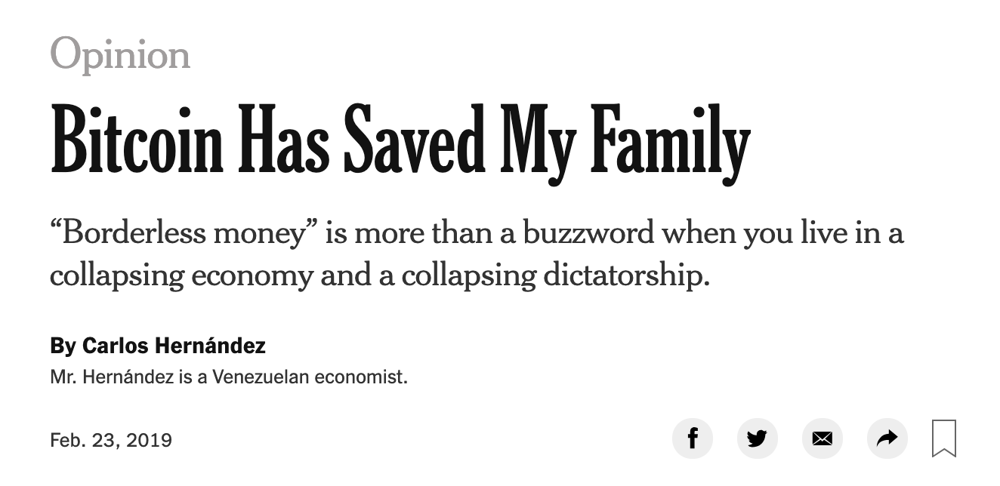 Opinion
Bitcoin Has Saved My Family
“Borderless money” is more than a buzzword when you live in a
collapsing economy and a collapsing dictatorship.
By Carlos Hernández
Mr. Hernández is a Venezuelan economist.
Feb. 23, 2019